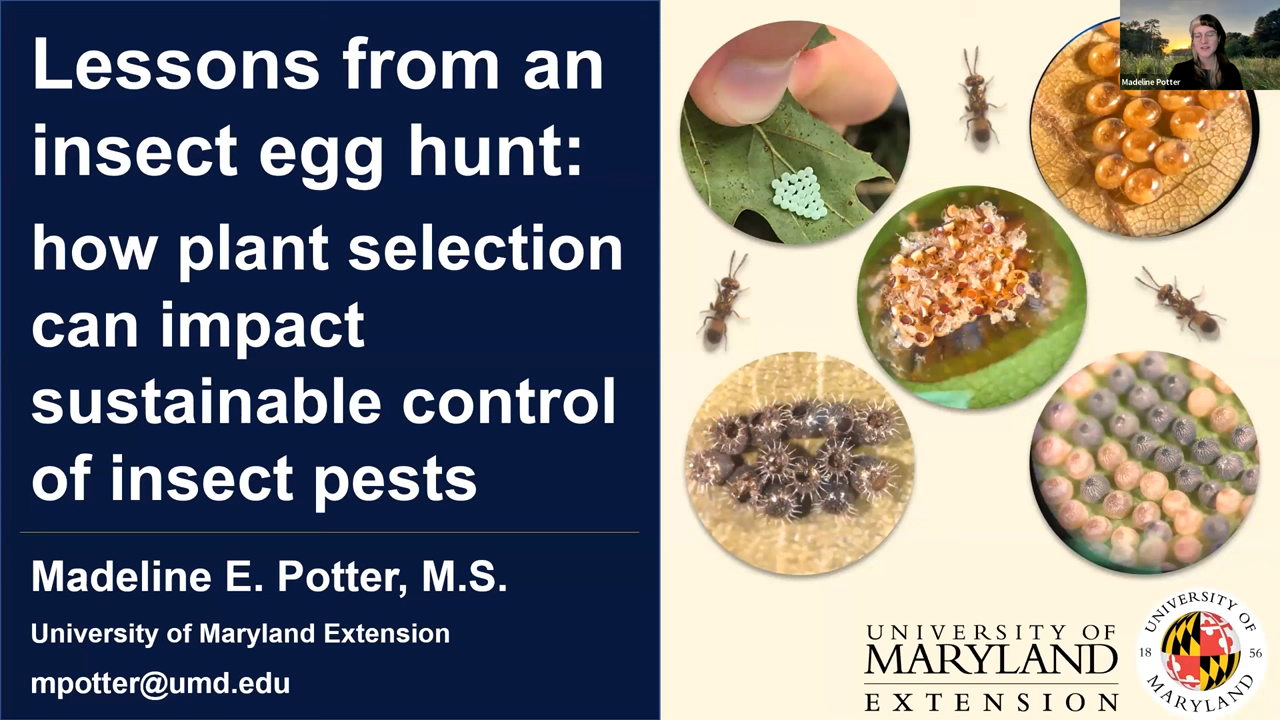 Lessons from an
insect egg hunt:
how plant selection
can impact
sustainable control
of insect pests
Madeline E. Potter, M.S.
University of Maryland Extension
mpotter@umd.edu
Madeline Potter
UNIVERSITY OF
MARYLAND
EXTENSION
UNIVERSITY OF
18 56
MARYLAND